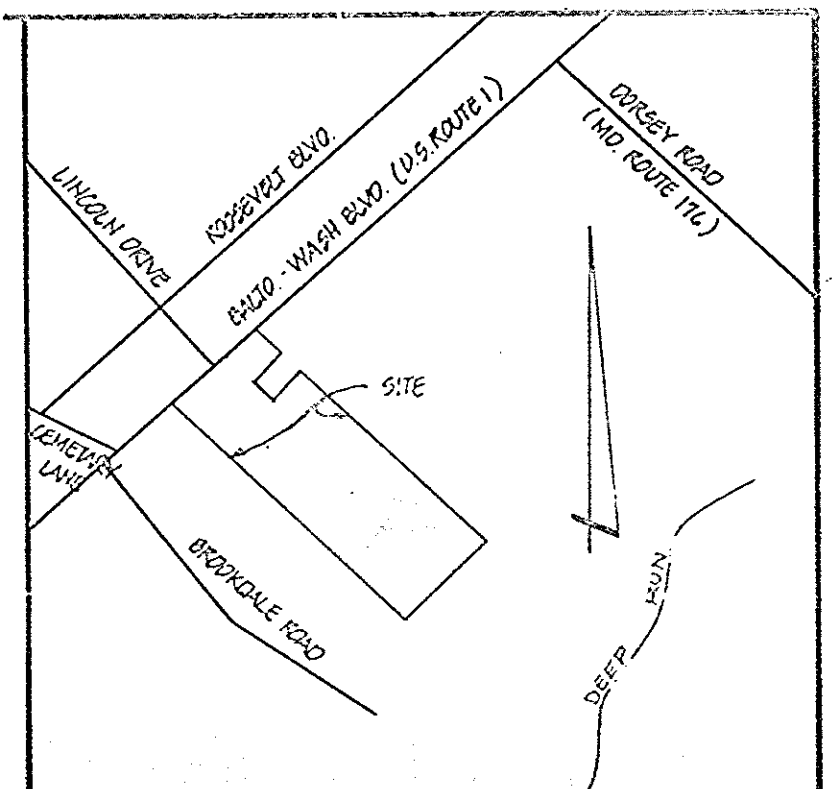 ROOSEVELT BLVD.
BALTO. - WASH BLVD. (U.S. ROUTE 1)
DORSEY ROAD
(MD. ROUTE 176)
LINCOLN DRIVE
SITE
CEMETARY
LANE
BROOKDALE ROAD
DEEP RUN